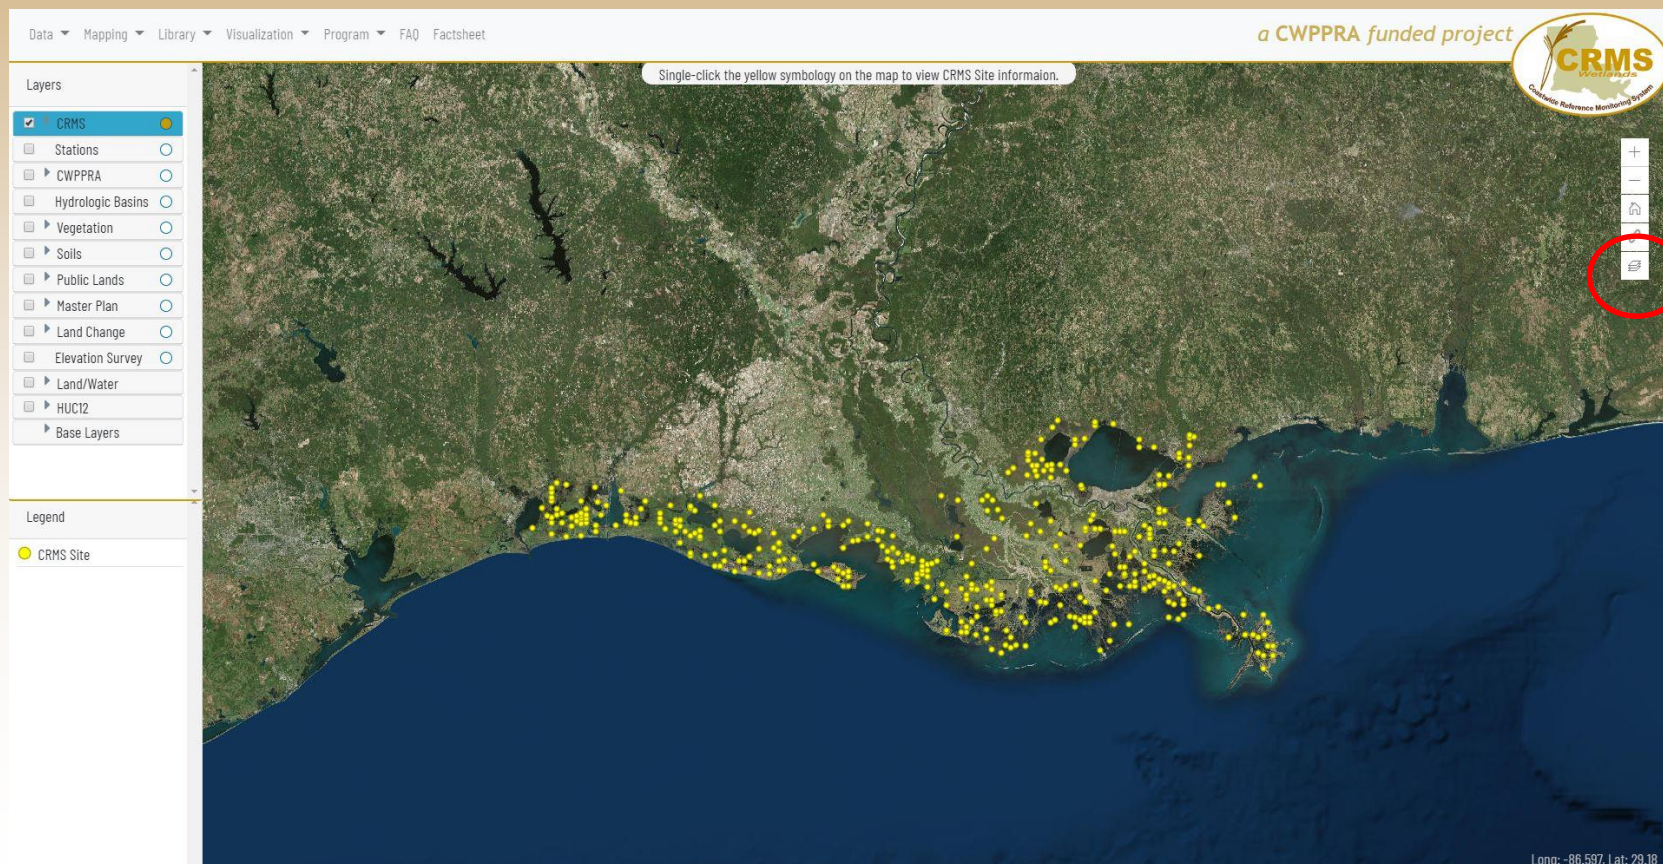 Data Mapping Library Visualization Program FAQ Factsheet
a CWPPRA funded project
CRMS
Wetlands
Coastwide Reference Monitoring System
Single-click the yellow symbology on the map to view CRMS Site informaion.
Layers
CRMS
Stations
CWPPRA
Hydrologic Basins
Vegetation
Soils
Public Lands
Master Plan
Land Change
Elevation Survey
Land/Water
HUC12
Base Layers
Legend
CRMS Site
Long: -86.597, Lat: 29.18